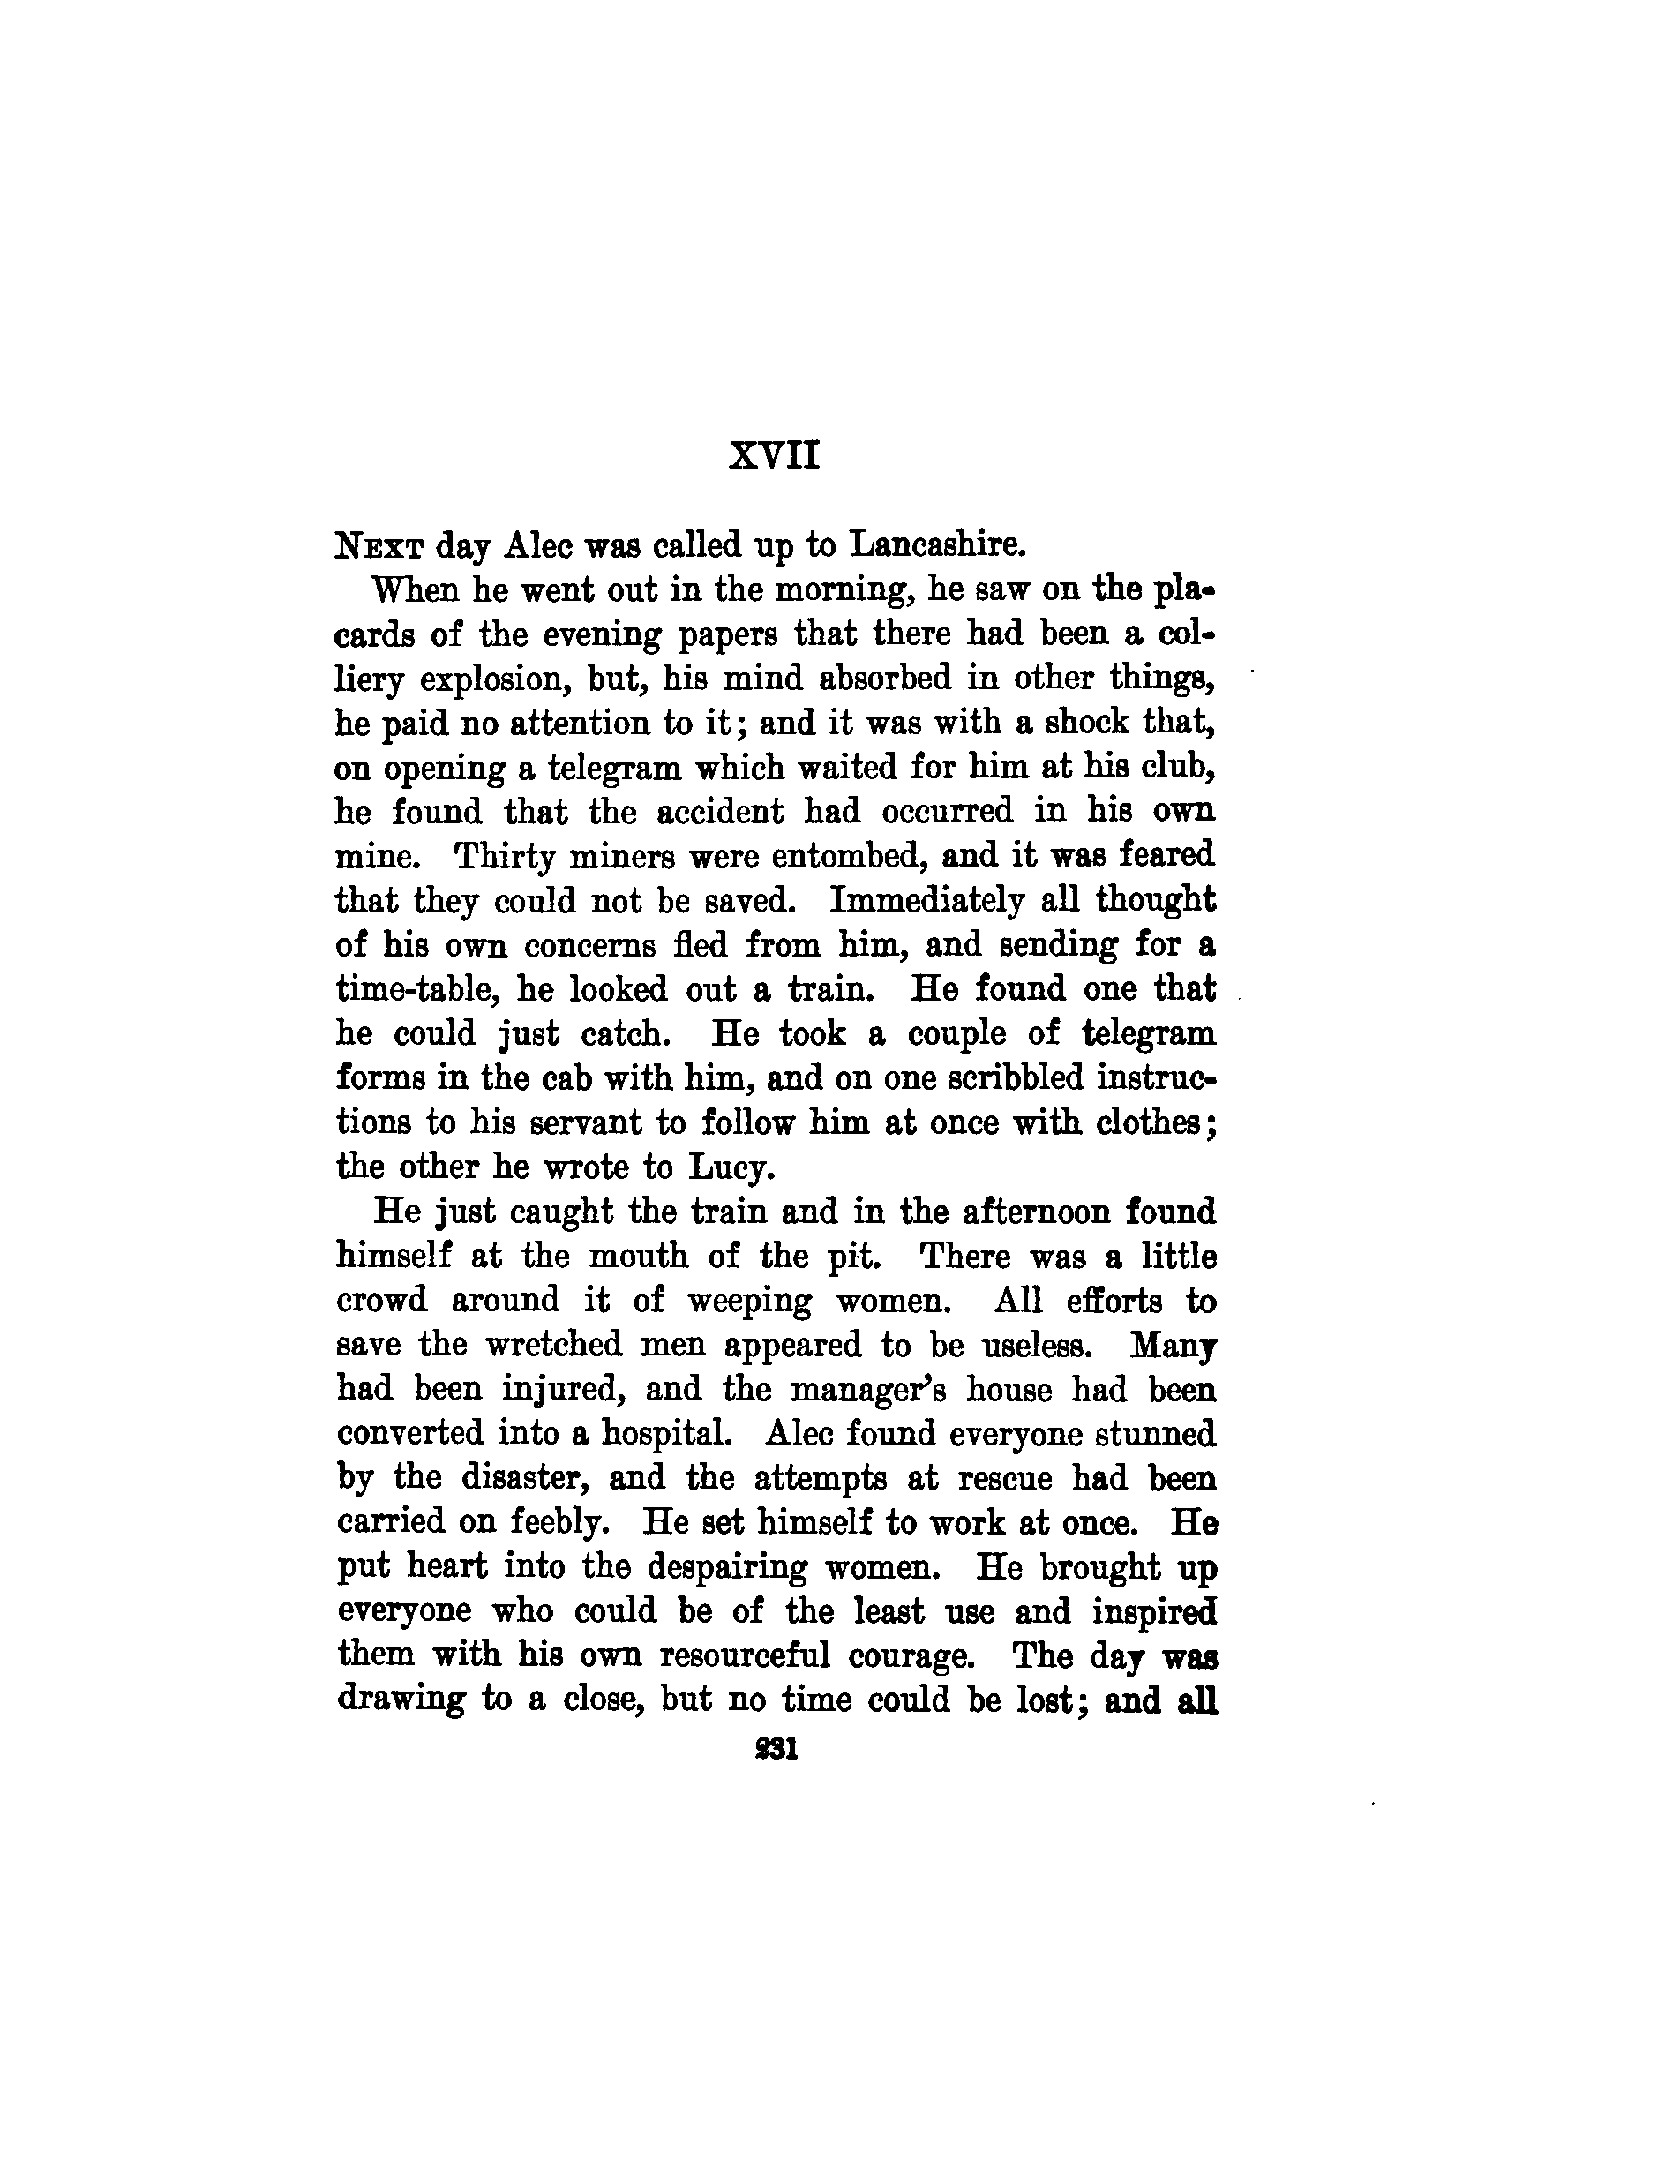 XVII
NEXT day Alec was called up to Lancashire.
When he went out in the morning, he saw on the pla-
cards of the evening papers that there had been a col-
liery explosion, but, his mind absorbed in other things,
he paid no attention to it; and it was with a shock that,
on opening a telegram which waited for him at his club,
he found that the accident had occurred in his own
mine. Thirty miners were entombed, and it was feared
that they could not be saved. Immediately all thought
of his own concerns fled from him, and sending for a
time-table, he looked out a train. He found one that
he could just catch. He took a couple of telegram
forms in the cab with him, and on one scribbled instruc-
tions to his servant to follow him at once with clothes;
the other he wrote to Lucy.
He just caught the train and in the afternoon found
himself at the mouth of the pit. There was a little
crowd around it of weeping women. All efforts to
save the wretched men appeared to be useless. Many
had been injured, and the manager's house had been
converted into a hospital. Alec found everyone stunned
by the disaster, and the attempts at rescue had been
carried on feebly. He set himself to work at once. He
put heart into the despairing women. He brought up
everyone who could be of the least use and inspired
them with his own resourceful courage. The day was
drawing to a close, but no time could be lost; and all
231